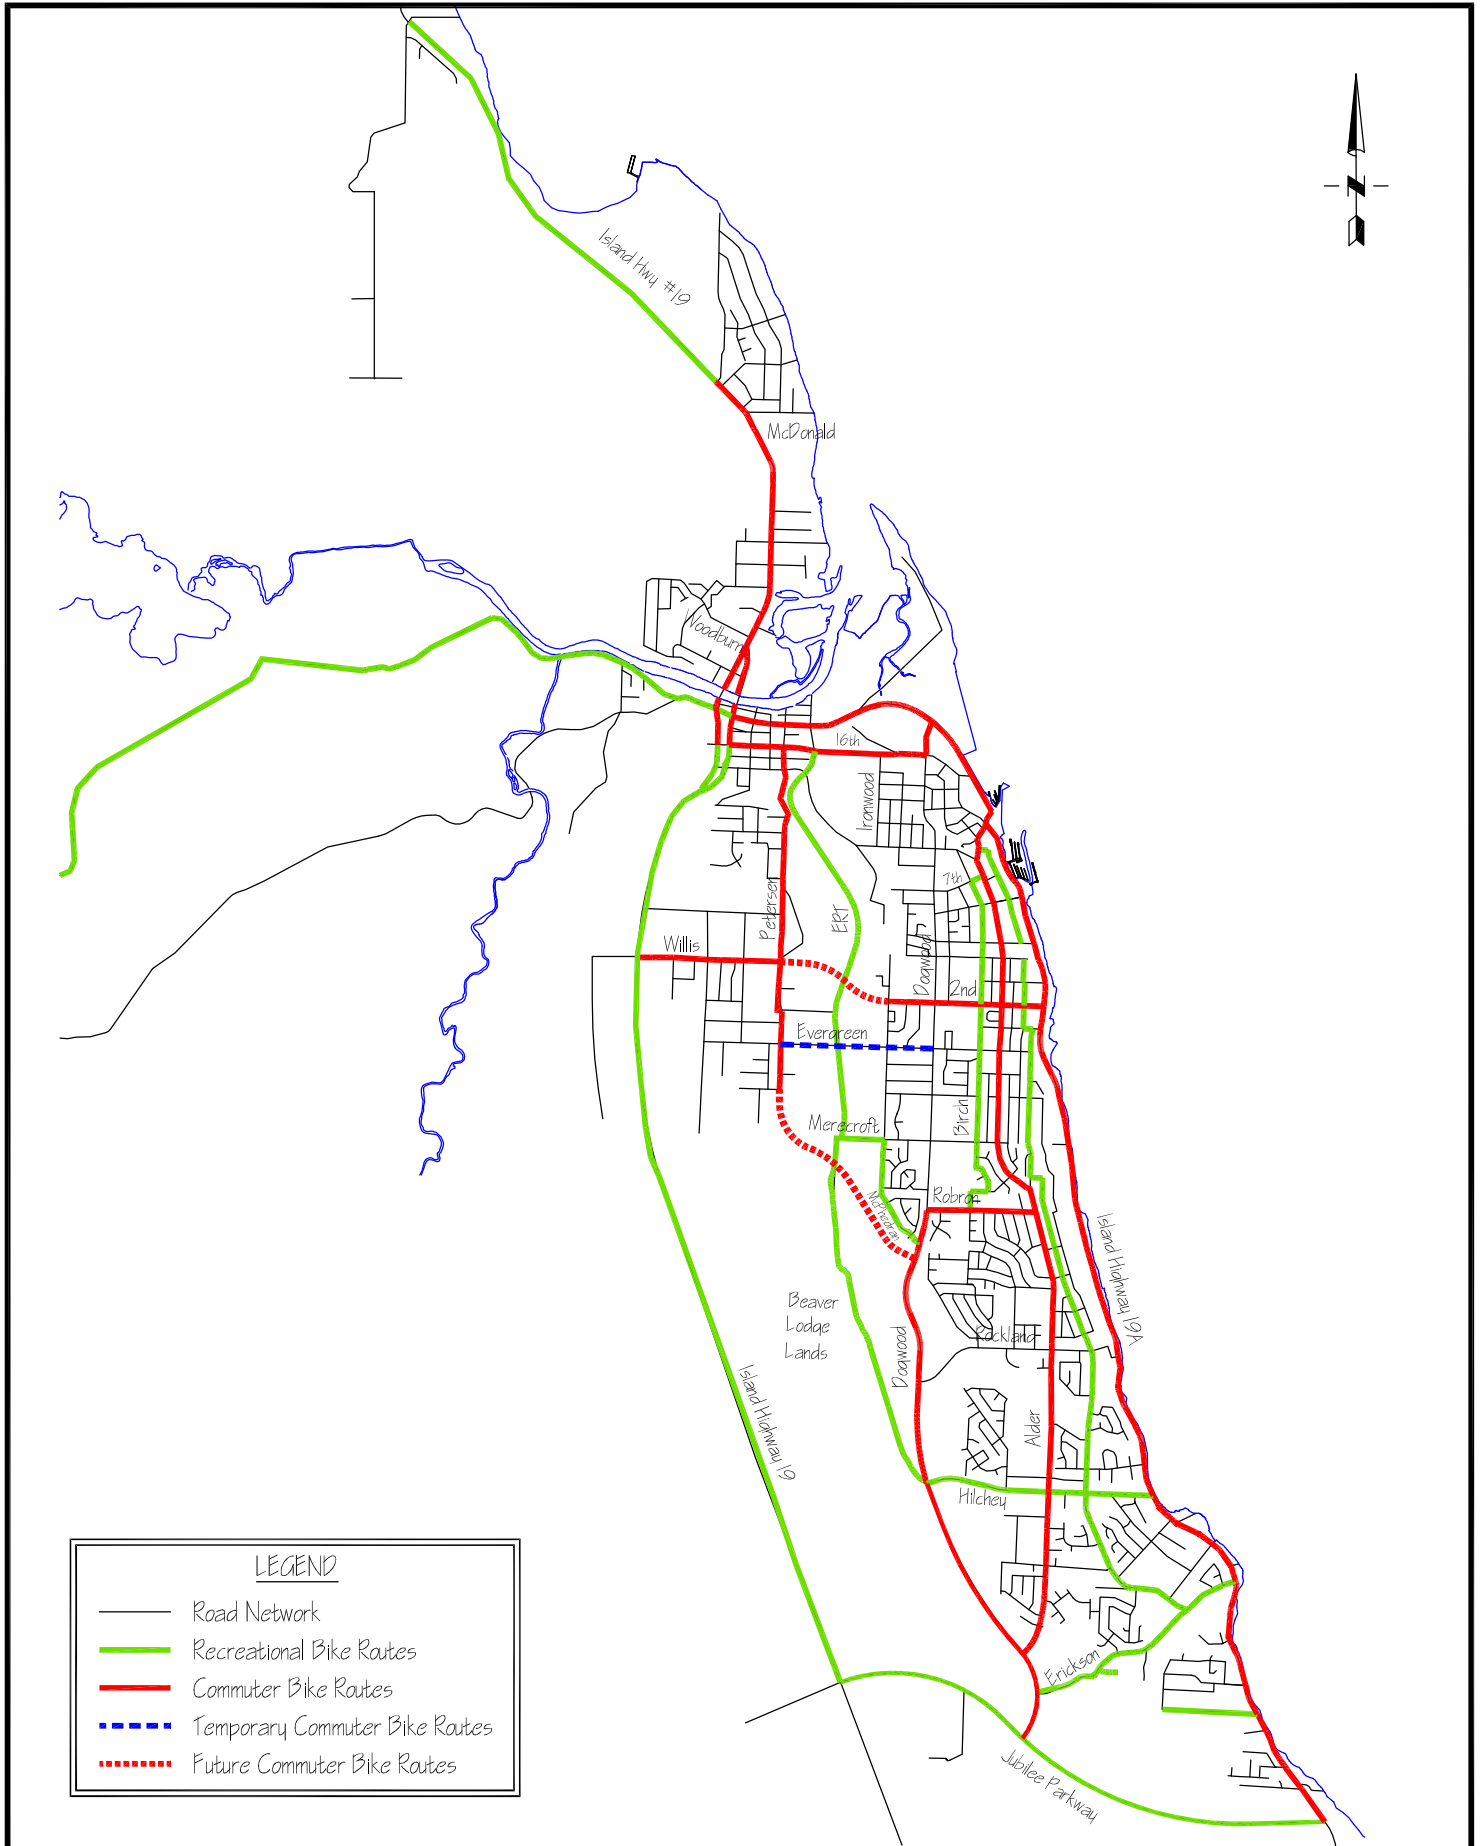 N
Island Hwy #19
McDonald
Woodburn
16th
Ironwood
7th
Petersen
ERT
Dogwood
Willis
2nd
Evergreen
Birch
Merecroft
McPhedran
Robron
Island Highway 19A
Beaver
Lodge
Lands
Dogwood
Rockland
Alder
Island Highway 19
Hilchey
Erickson
Jubilee Parkway
LEGEND
Road Network
Recreational Bike Routes
Commuter Bike Routes
Temporary Commuter Bike Routes
Future Commuter Bike Routes